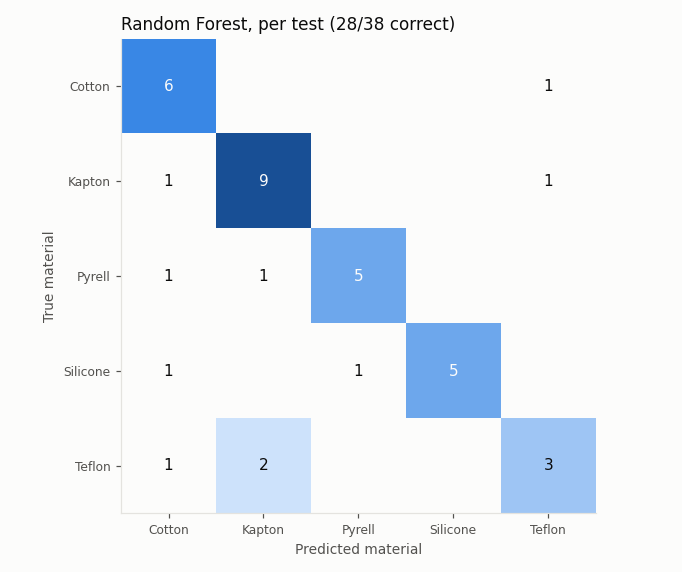 Random Forest, per test (28/38 correct)
Cotton 6 1
Kapton 1 9 1
Pyrell 1 1 5
Silicone 1 1 5
Teflon 1 2 3
True material
Cotton Kapton Pyrell Silicone Teflon
Predicted material